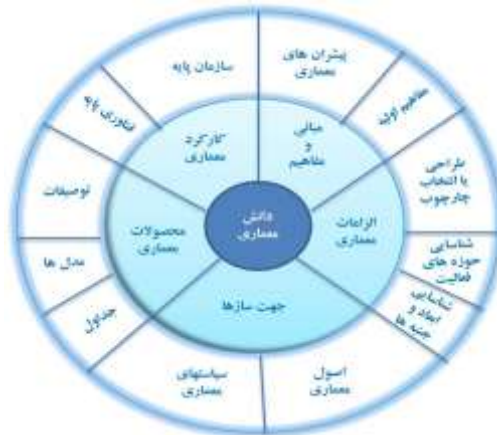 پیشران های
معماری
مفاهیم اولیه
طراحی
یا انتخاب
چارچوب
شناسایی
حوزه های
فعالیت
شناسایی
ابعاد و
جنبه ها
اصول
معماری
سیاستهای
معماری
جداول
مدل ها
توصیفات
فناوری پایه
سازمان پایه
مبانی
و
مفاهیم
الزامات
معماری
جهت سازها
محصولات
معماری
کارکرد
معماری
دانش
معماری